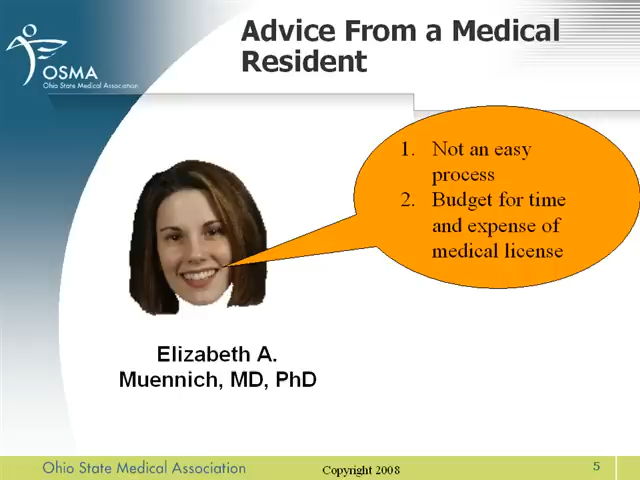 Advice From a Medical
Resident
OSMA
Ohio State Medical Association
1. Not an easy
process
2. Budget for time
and expense of
medical license
Elizabeth A.
Muennich, MD, PhD
Ohio State Medical Association
Copyright 2008
5